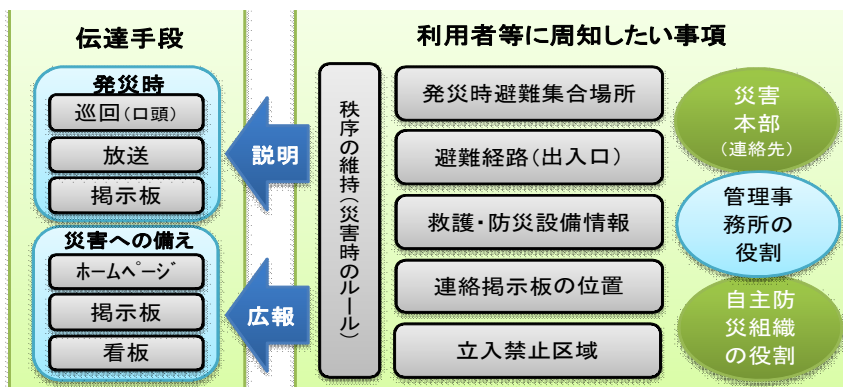 伝達手段
発災時
巡回(口頭)
放送
掲示板
災害への備え
ホームページ
掲示板
看板
説明
広報
利用者等に周知したい事項
秩序の維持(災害時のルール)
発災時避難集合場所
避難経路(出入口)
救護・防災設備情報
連絡掲示板の位置
立入禁止区域
災害
本部
(連絡先)
管理事
務所の
役割
自主防
災組織
の役割